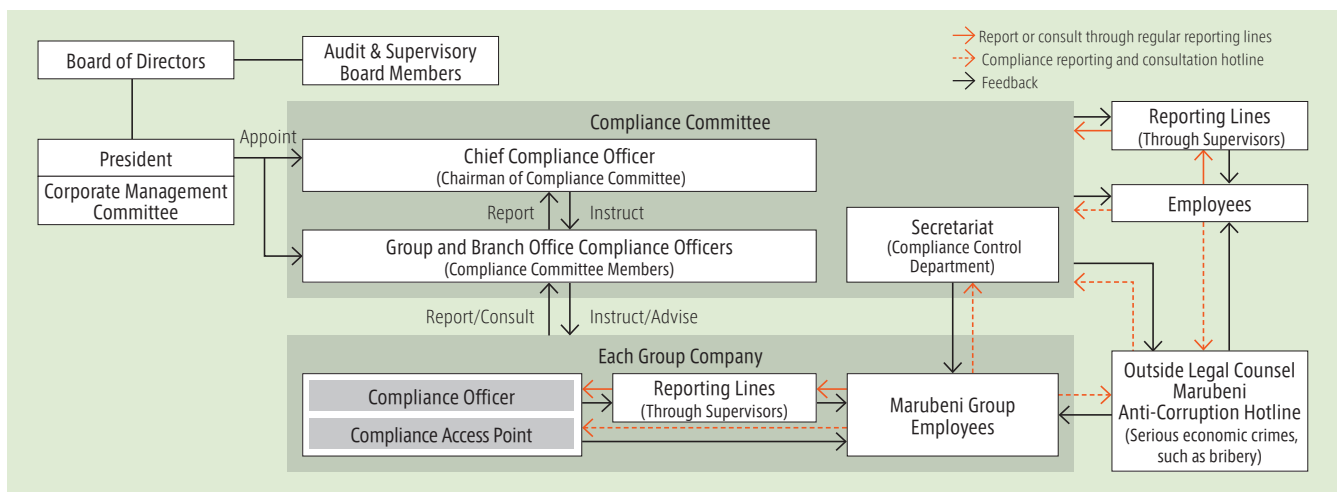 Board of Directors
Audit & Supervisory
Board Members
Report or consult through regular reporting lines
Compliance reporting and consultation hotline
Feedback
President
Corporate Management
Committee
Appoint
Compliance Committee
Chief Compliance Officer
(Chairman of Compliance Committee)
Report
Instruct
Group and Branch Office Compliance Officers
(Compliance Committee Members)
Secretariat
(Compliance Control
Department)
Reporting Lines
(Through Supervisors)
Employees
Report/Consult
Instruct/Advise
Each Group Company
Compliance Officer
Compliance Access Point
Reporting Lines
(Through Supervisors)
Marubeni Group
Employees
Outside Legal Counsel
Marubeni
Anti-Corruption Hotline
(Serious economic crimes,
such as bribery)